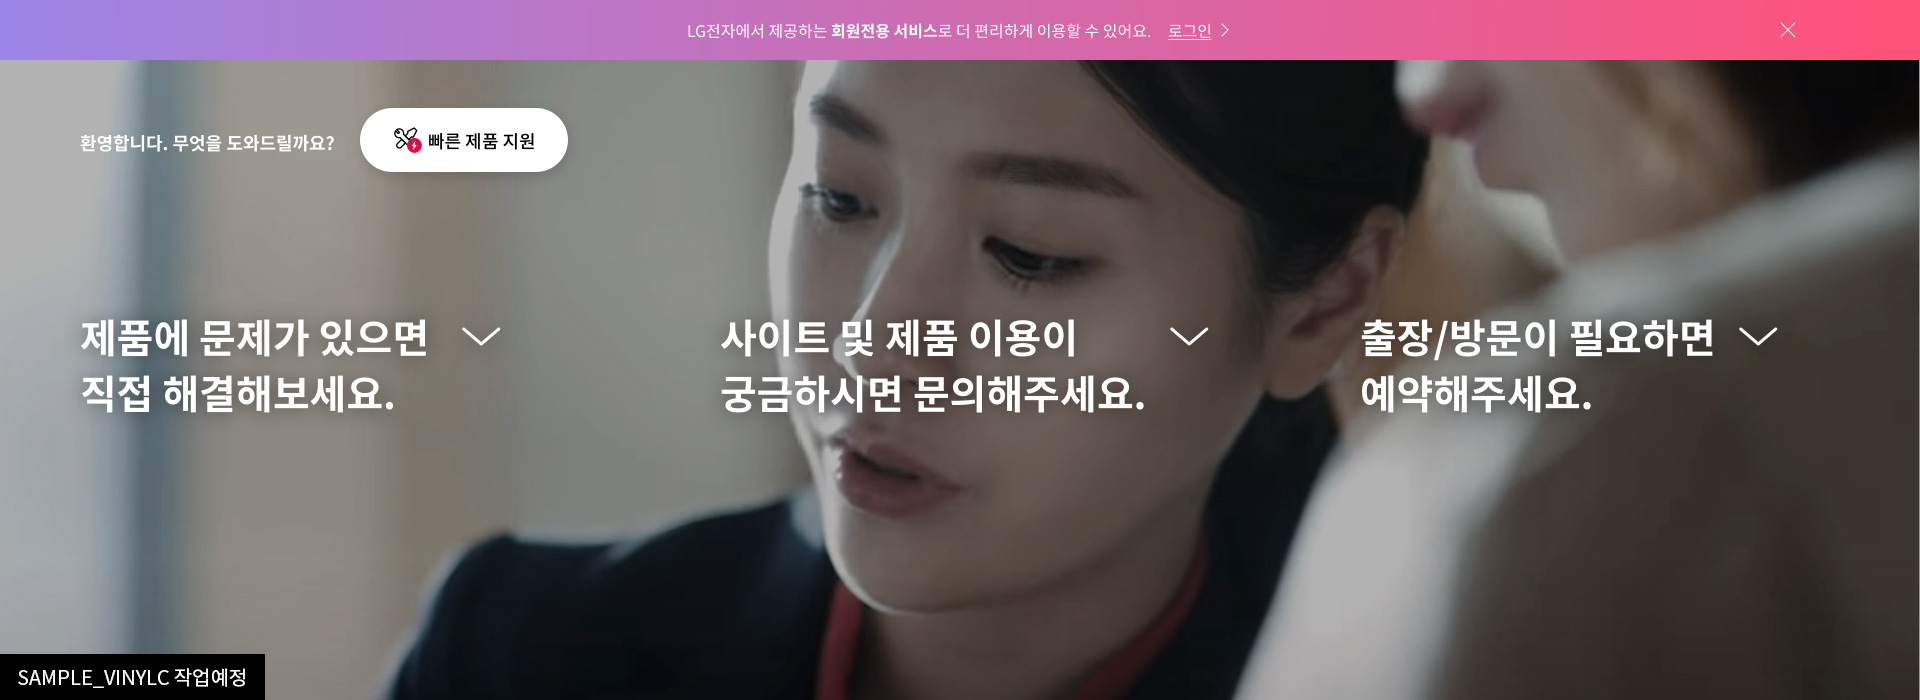 LG전자에서 제공하는 회원전용 서비스로 더 편리하게 이용할 수 있어요. 로그인
환영합니다. 무엇을 도와드릴까요?
빠른 제품 지원
제품에 문제가 있으면
직접 해결해보세요.
사이트 및 제품 이용이
궁금하시면 문의해주세요.
출장/방문이 필요하면
예약해주세요.
SAMPLE_VINYLC 작업예정